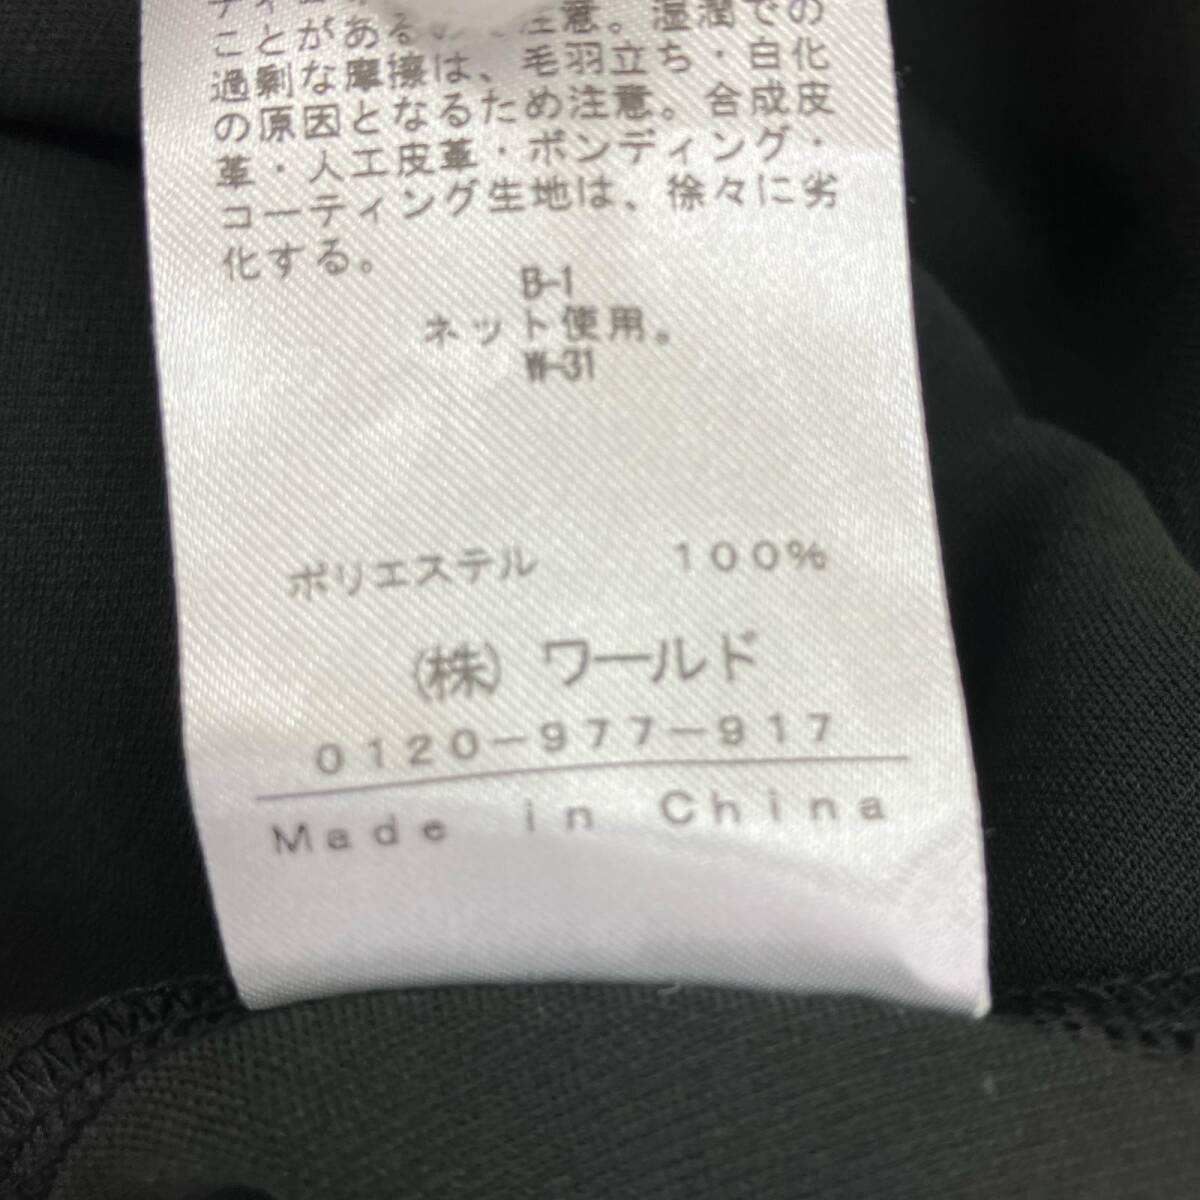 ことがあるので注意。湿潤での
過剰な摩擦は、毛羽立ち・白化
の原因となるため注意。合成皮
革・人工皮革・ボンディング・
コーティング生地は、徐々に劣
化する。
B-1
ネット使用。
W-31
ポリエステル 100%
(株) ワールド
0120-977-917
Made in China